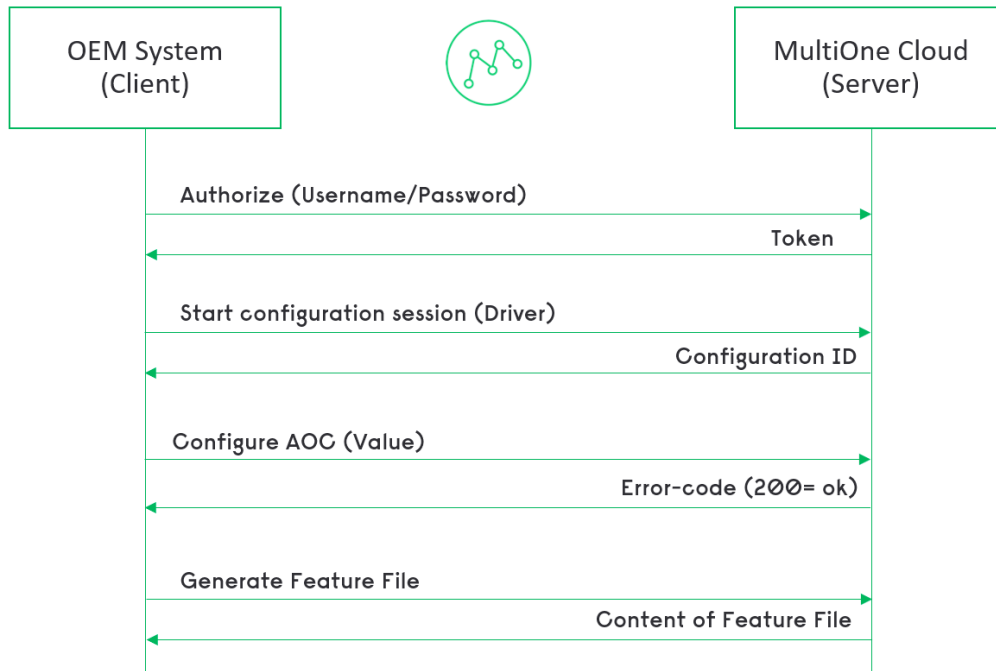 OEM System
(Client)
MultiOne Cloud
(Server)
Authorize (Username/Password)
Token
Start configuration session (Driver)
Configuration ID
Configure AOC (Value)
Error-code (200= ok)
Generate Feature File
Content of Feature File